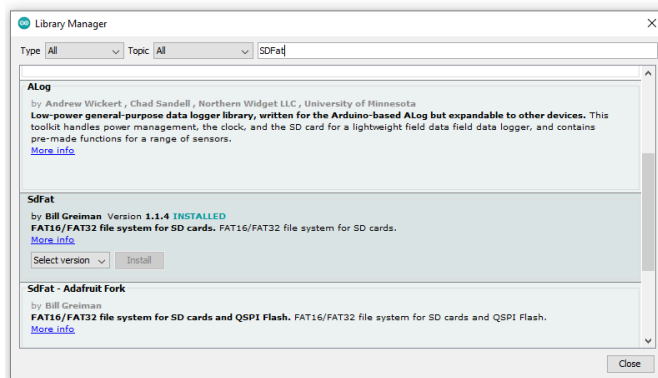 Library Manager
Type All Topic All SDFat
ALog
by Andrew Wickert , Chad Sandell , Northern Widget LLC , University of Minnesota
Low-power general-purpose data logger library, written for the Arduino-based ALog but expandable to other devices. This
toolkit handles power management, the clock, and the SD card for a lightweight field data field data logger, and contains
pre-made functions for a range of sensors.
More info
SdFat
by Bill Greiman Version 1.1.4 INSTALLED
FAT16/FAT32 file system for SD cards. FAT16/FAT32 file system for SD cards.
More info
Select version Install
SdFat - Adafruit Fork
by Bill Greiman
FAT16/FAT32 file system for SD cards and QSPI Flash. FAT16/FAT32 file system for SD cards and QSPI Flash.
More info
Close